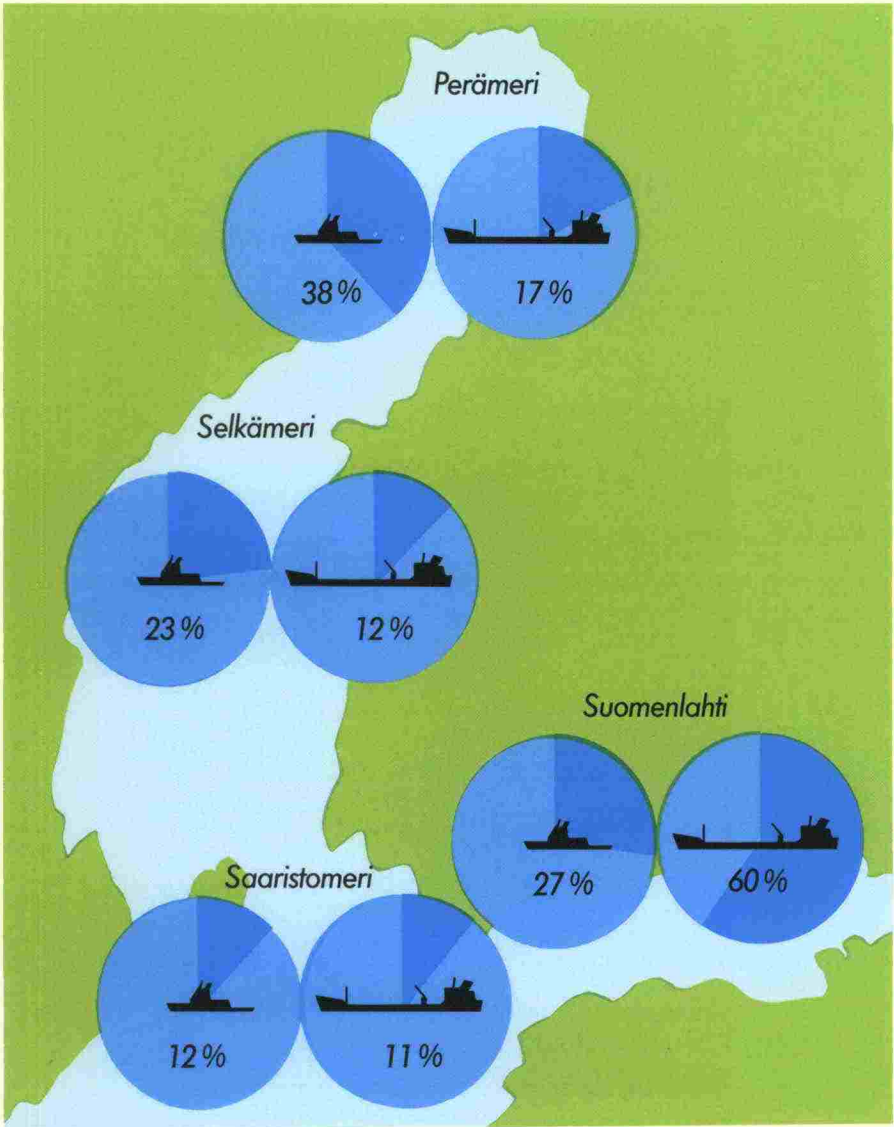 Perämeri
38 %
17 %
Selkämeri
23 %
12 %
Suomenlahti
27 %
60 %
Saaristomeri
12 %
11 %